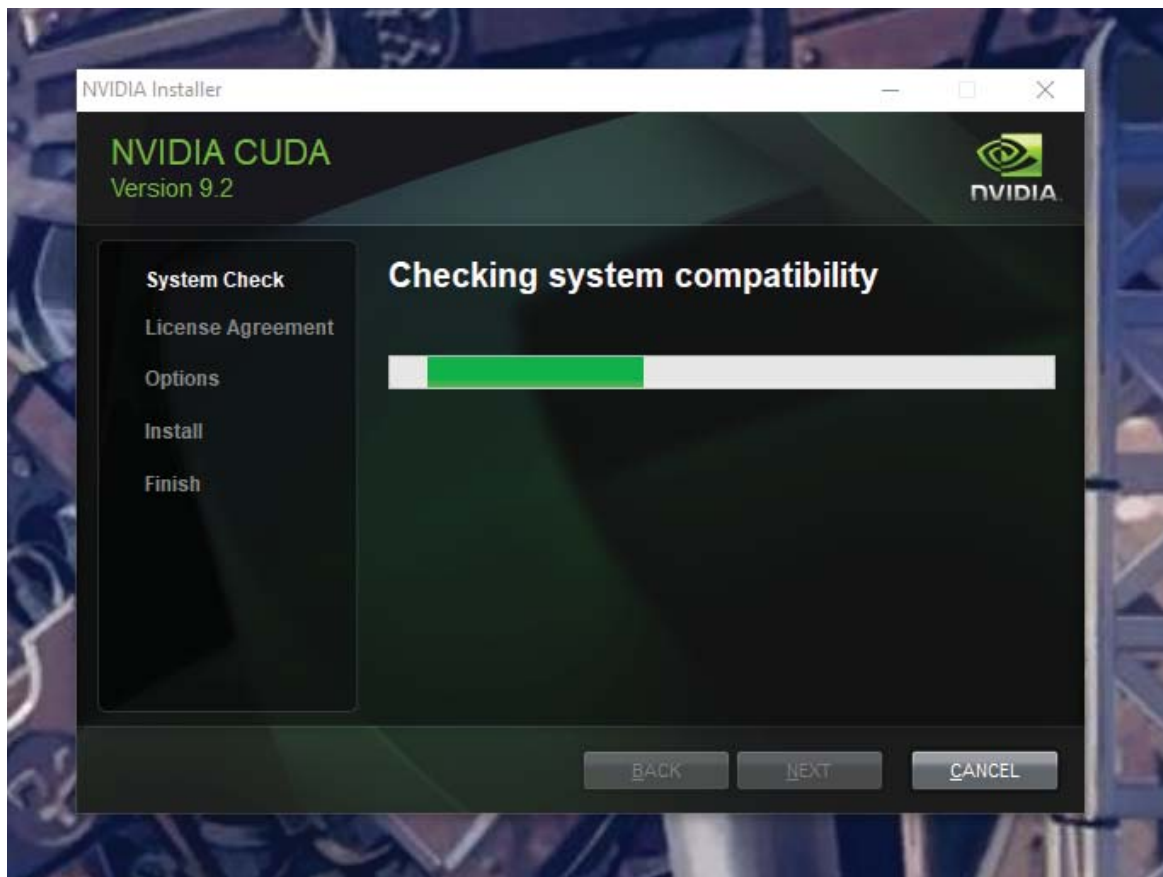 NVIDIA Installer
NVIDIA CUDA
Version 9.2
NVIDIA.
System Check
License Agreement
Options
Install
Finish
Checking system compatibility
BACK
NEXT
CANCEL